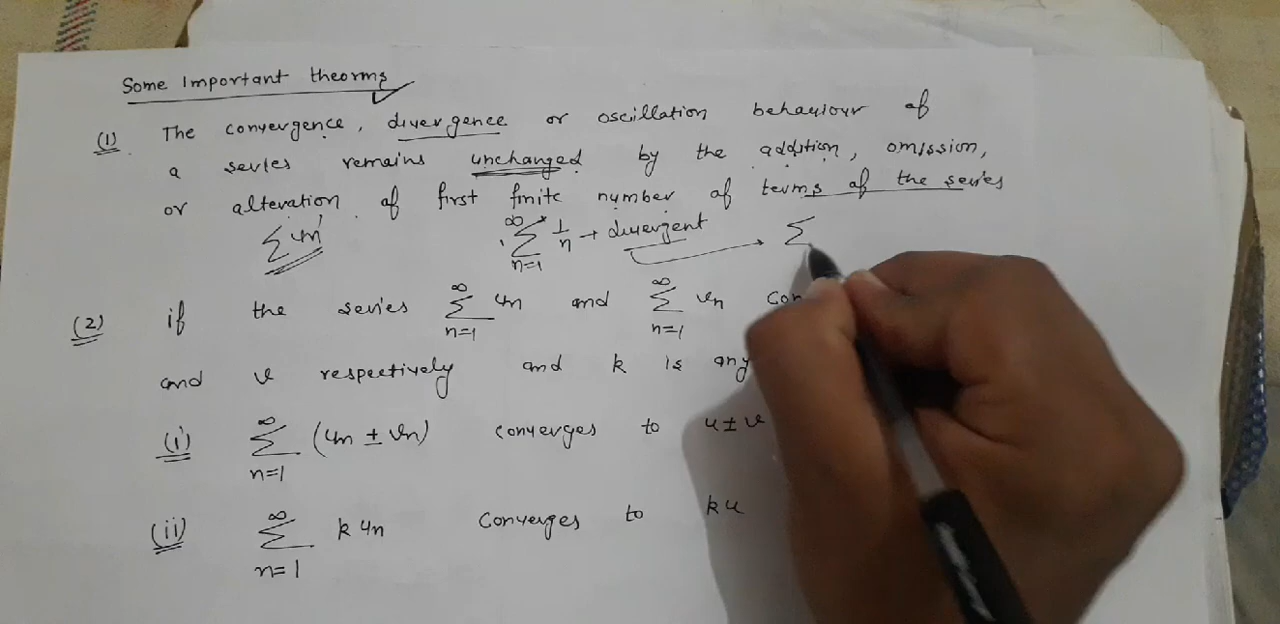 Some Important theorms
(1) The convergence, divergence or oscillation behaviour of
a series remains unchanged by the addition, omission,
or alteration of first finite number of terms of the series
∑un ∞ ∑ n=1 1/n → divergent → ∑
(2) if the series ∞ ∑ n=1 un and ∞ ∑ n=1 vn
and v respectively and k is any
(i) ∞ ∑ n=1 (un ± vn) converges to u ± v
(ii) ∞ ∑ n=1 k un Converges to ku